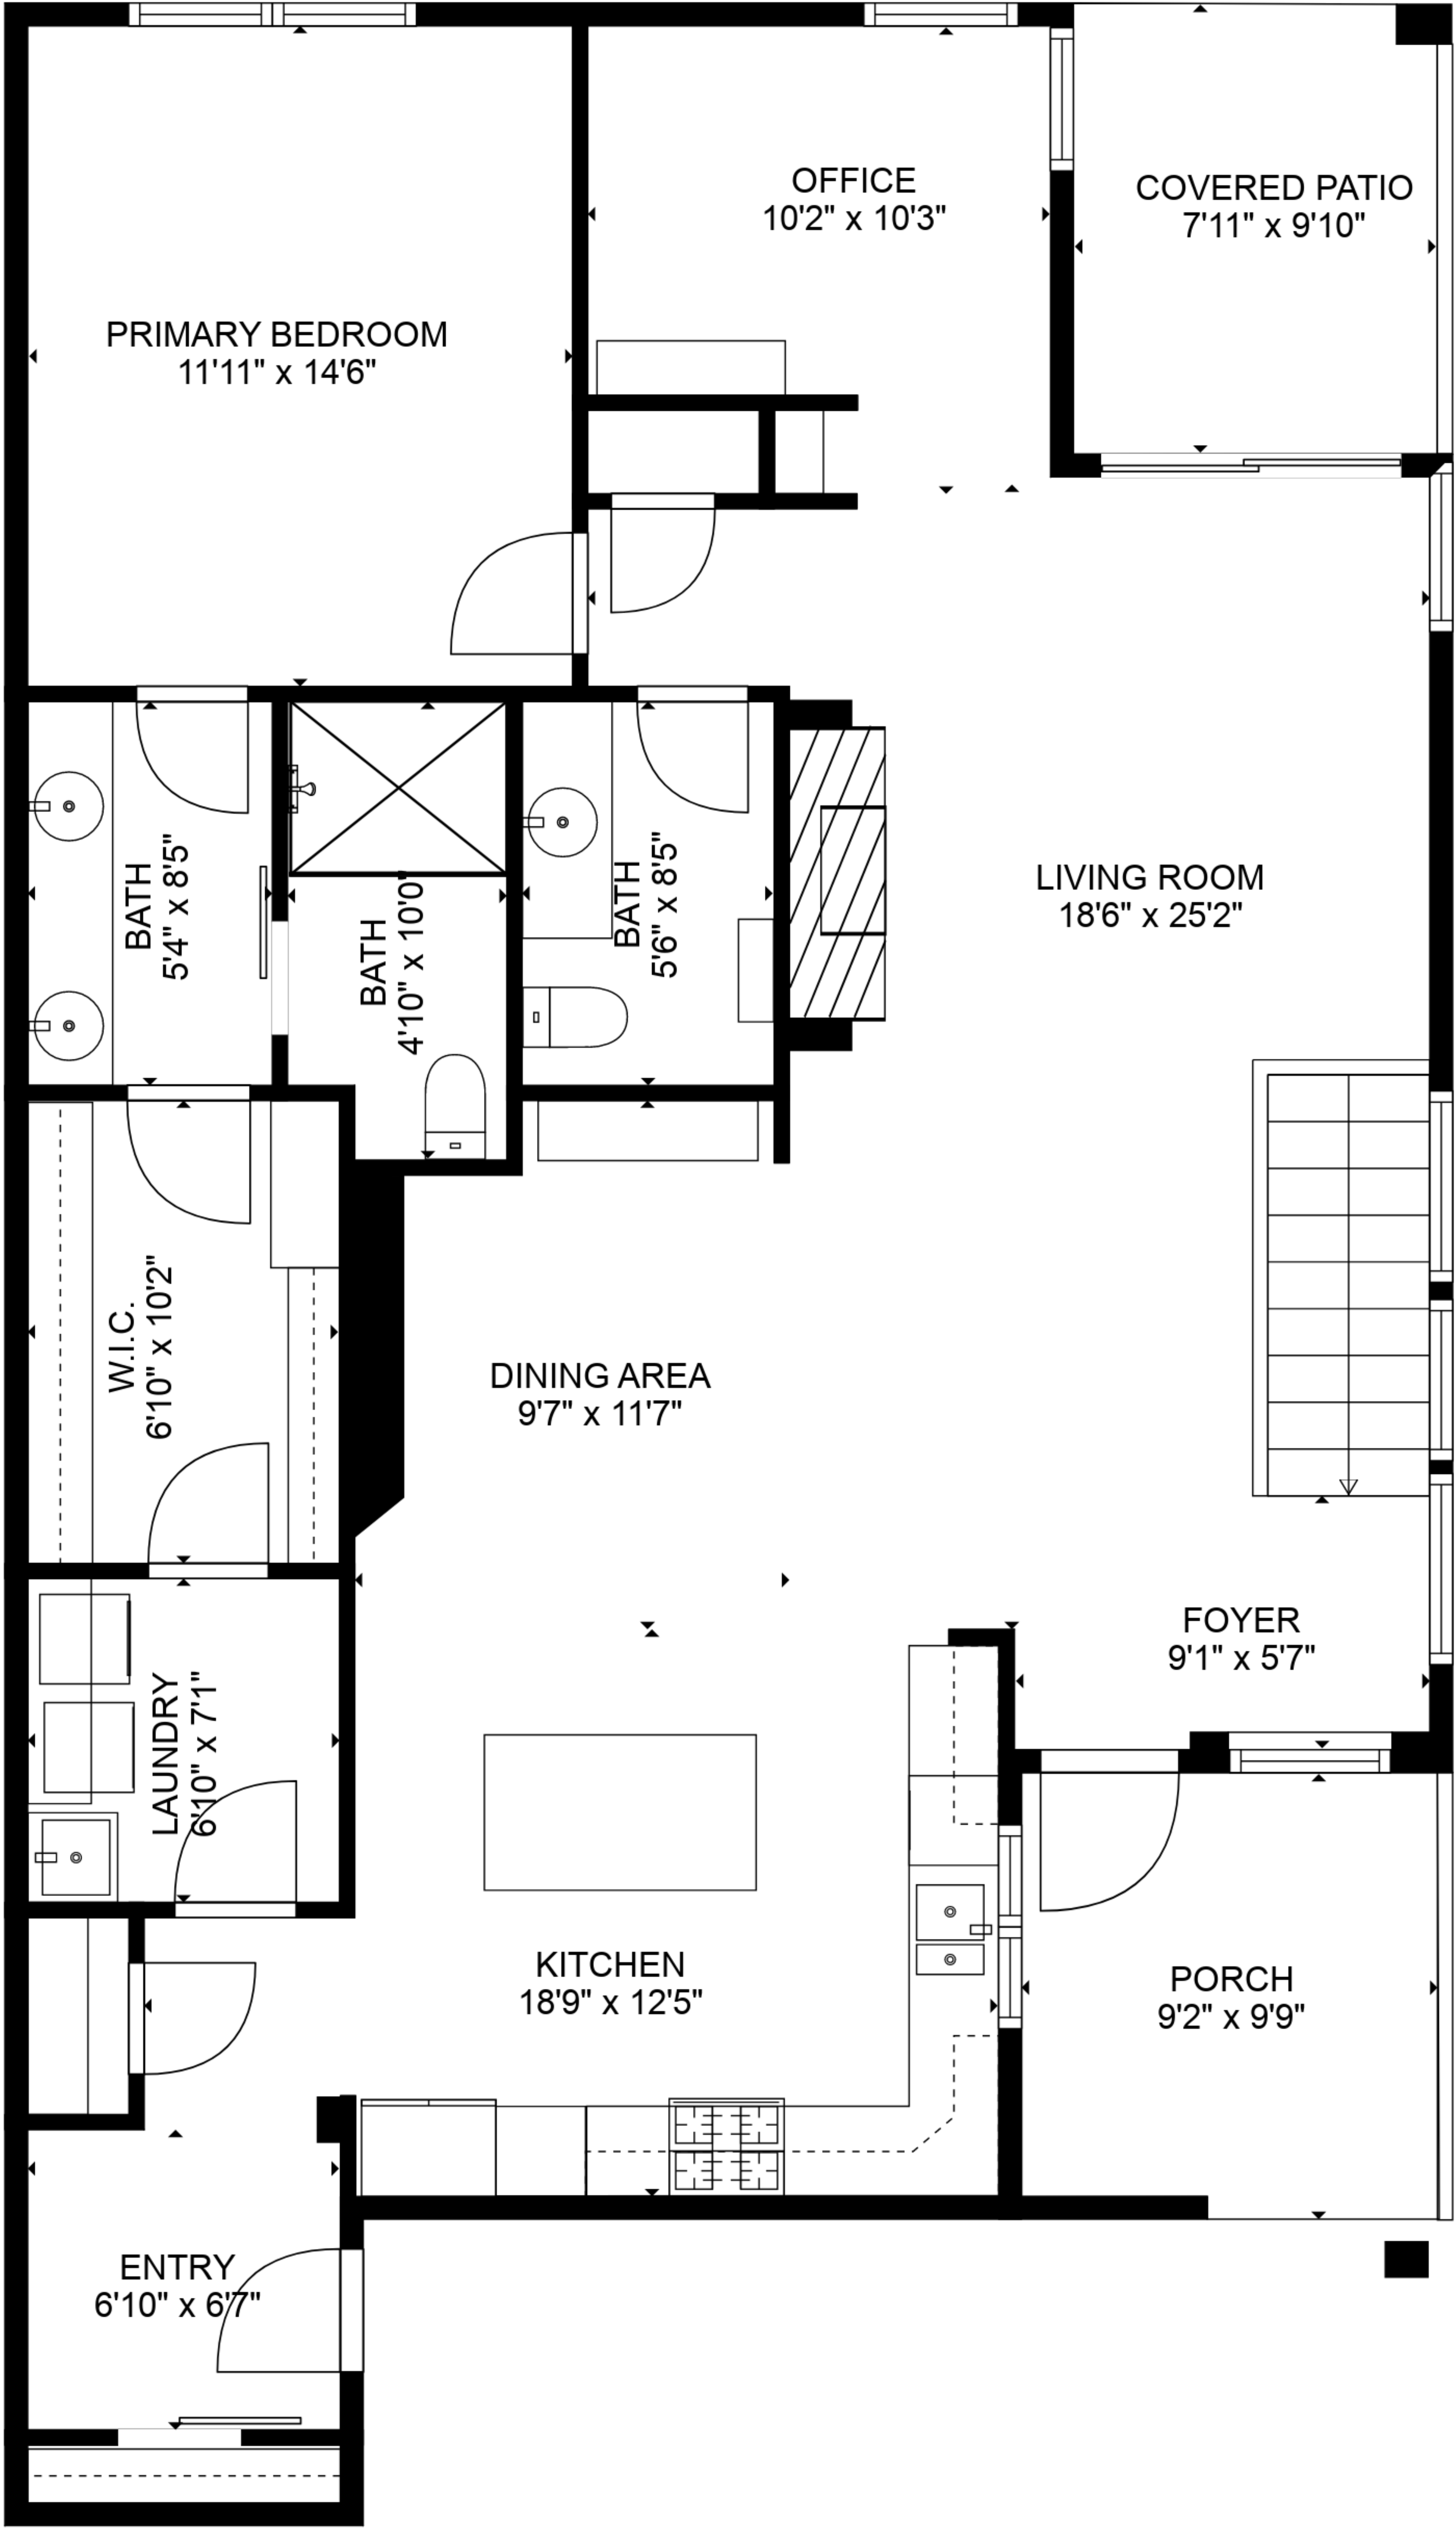 OFFICE
10'2" x 10'3"
COVERED PATIO
7'11" x 9'10"
PRIMARY BEDROOM
11'11" x 14'6"
BATH
5'4" x 8'5"
BATH
4'10" x 10'0"
BATH
5'6" x 8'5"
LIVING ROOM
18'6" x 25'2"
W.I.C.
6'10" x 10'2"
DINING AREA
9'7" x 11'7"
FOYER
9'1" x 5'7"
LAUNDRY
6'10" x 7'1"
KITCHEN
18'9" x 12'5"
PORCH
9'2" x 9'9"
ENTRY
6'10" x 6'7"